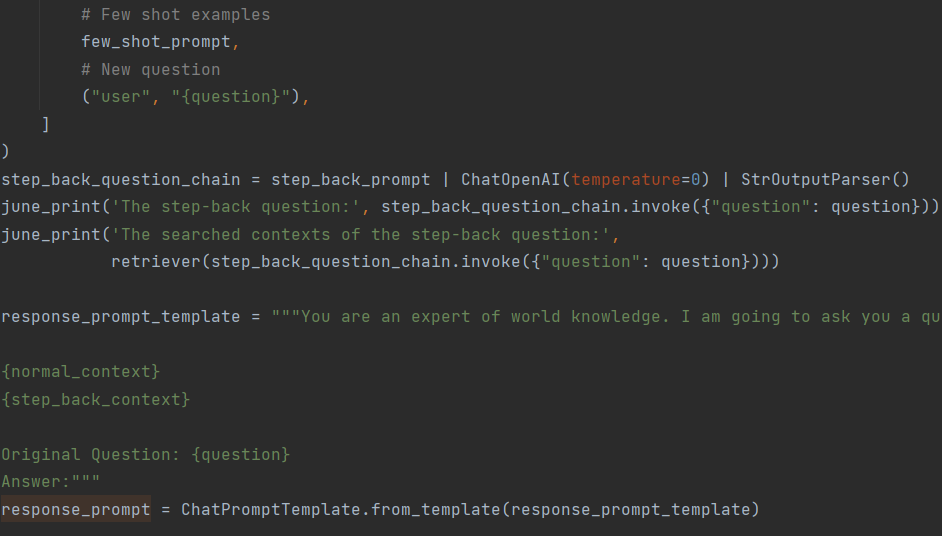 # Few shot examples
few_shot_prompt,
# New question
("user", "{question}"),
]
)
step_back_question_chain = step_back_prompt | ChatOpenAI(temperature=0) | StrOutputParser()
june_print('The step-back question:', step_back_question_chain.invoke({"question": question}))
june_print('The searched contexts of the step-back question:',
retriever(step_back_question_chain.invoke({"question": question})))
response_prompt_template = """You are an expert of world knowledge. I am going to ask you a qu
{normal_context}
{step_back_context}
Original Question: {question}
Answer:"""
response_prompt = ChatPromptTemplate.from_template(response_prompt_template)